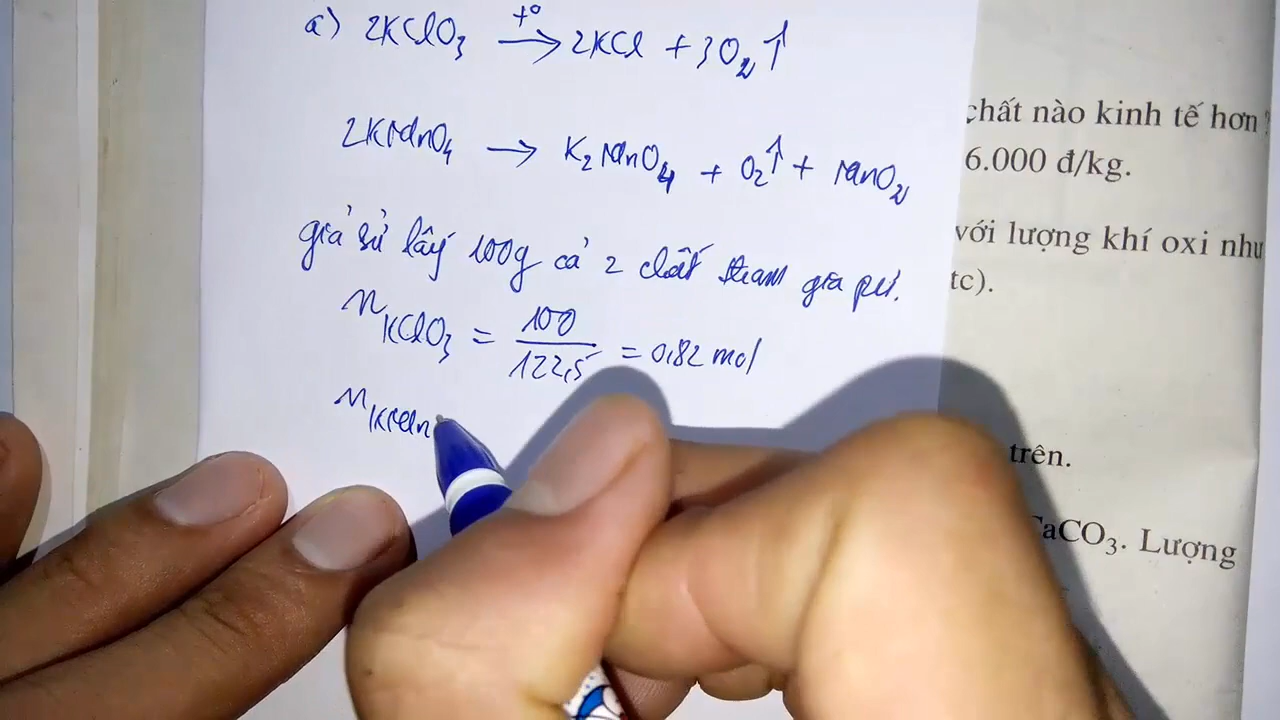 a) 2KClO₃ →(t°) 2KCl + 3O₂↑
2KMnO₄ → K₂MnO₄ + O₂↑ + MnO₂
giả sử lấy 100g cả 2 chất tham gia pứ.
nKClO₃ = 100/122,5 = 0,82 mol
nKMn
chất nào kinh tế hơn
6.000 đ/kg.
với lượng khí oxi như
tc).
trên.
CaCO₃. Lượng